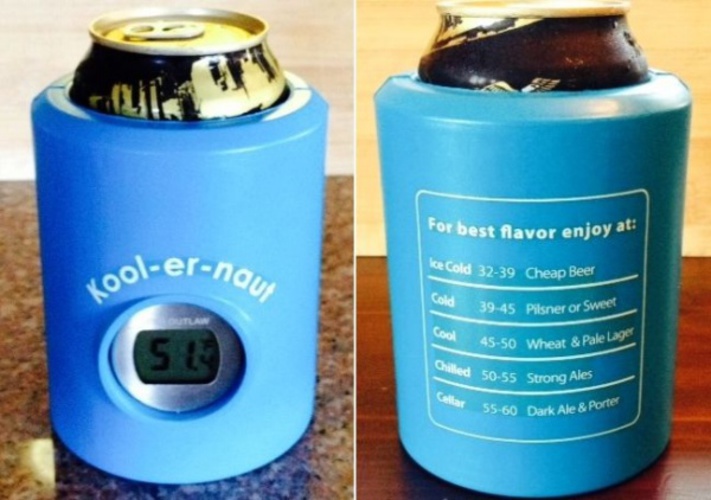 Kool-er-naut
OUTLAW
For best flavor enjoy at:
Ice Cold 32-39 Cheap Beer
Cold 39-45 Pilsner or Sweet
Cool 45-50 Wheat & Pale Lager
Chilled 50-55 Strong Ales
Cellar 55-60 Dark Ale & Porter